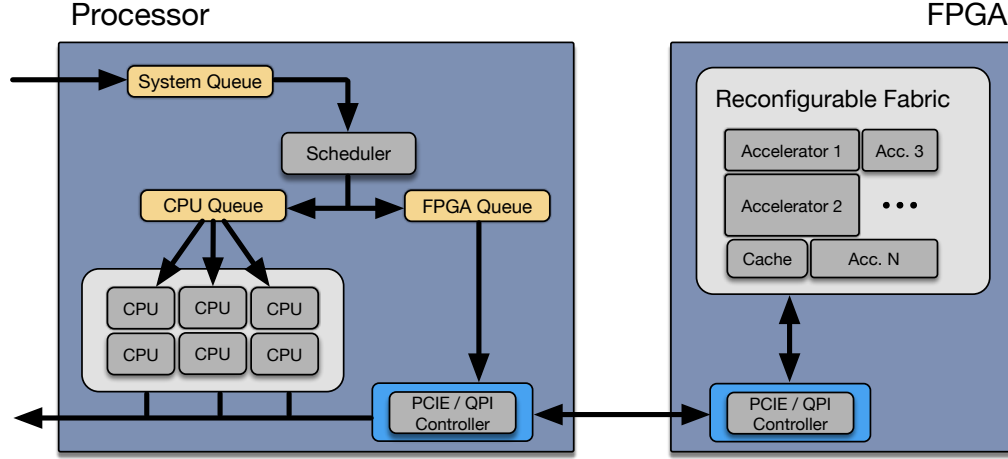 Processor
FPGA
System Queue
Scheduler
CPU Queue
FPGA Queue
CPU
CPU
CPU
CPU
CPU
CPU
PCIE / QPI
Controller
Reconfigurable Fabric
Accelerator 1
Acc. 3
Accelerator 2
•••
Cache
Acc. N
PCIE / QPI
Controller